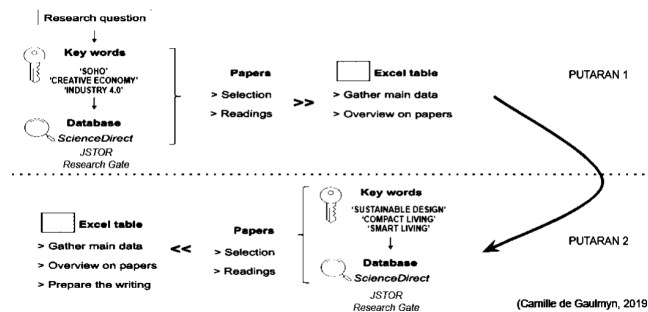 Research question
Key words
'SOHO'
'CREATIVE ECONOMY'
'INDUSTRY 4.0'
Database
ScienceDirect
JSTOR
Research Gate
Papers
> Selection
> Readings
>>
Excel table
> Gather main data
> Overview on papers
PUTARAN 1
Excel table
> Gather main data
> Overview on papers
> Prepare the writing
<<
Papers
> Selection
> Readings
Key words
'SUSTAINABLE DESIGN'
'COMPACT LIVING'
'SMART LIVING'
Database
ScienceDirect
JSTOR
Research Gate
PUTARAN 2
(Camille de Gaulmyn, 2019